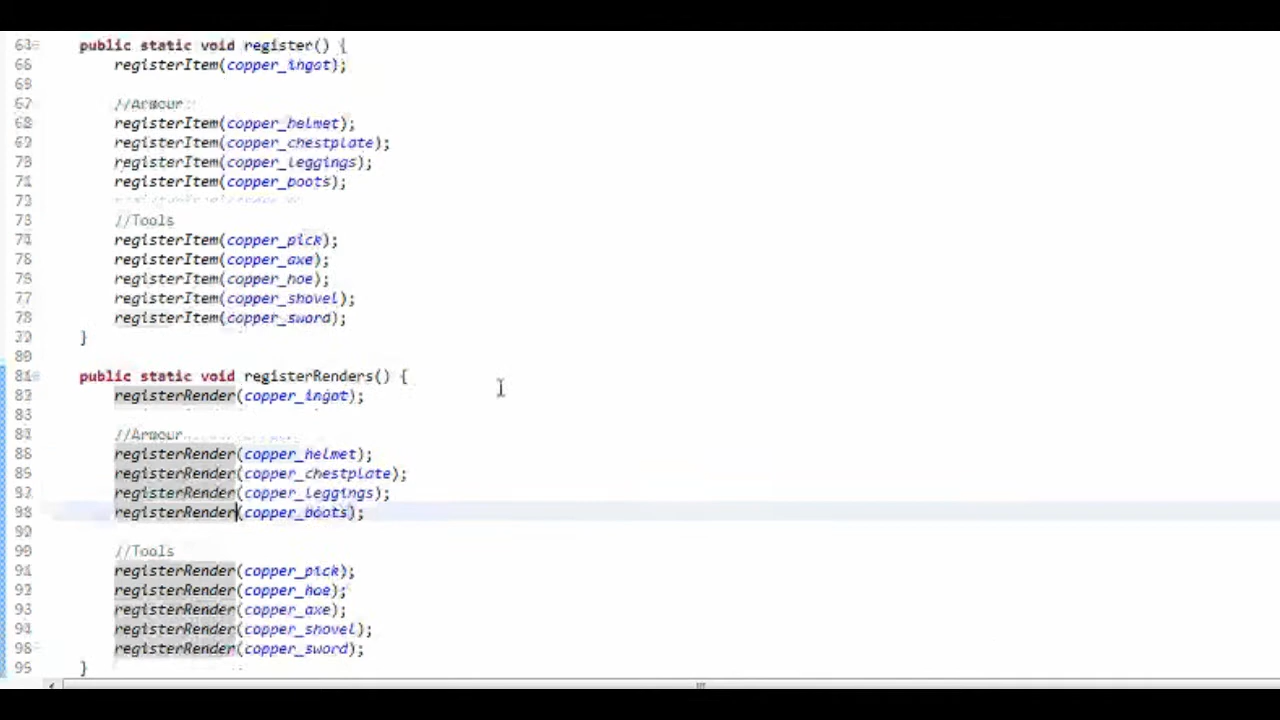 public static void register() {
registerItem(copper_ingot);
//Armour
registerItem(copper_helmet);
registerItem(copper_chestplate);
registerItem(copper_leggings);
registerItem(copper_boots);
//Tools
registerItem(copper_pick);
registerItem(copper_axe);
registerItem(copper_hoe);
registerItem(copper_shovel);
registerItem(copper_sword);
}
public static void registerRenders() {
registerRender(copper_ingot);
//Armour
registerRender(copper_helmet);
registerRender(copper_chestplate);
registerRender(copper_leggings);
registerRender(copper_boots);
//Tools
registerRender(copper_pick);
registerRender(copper_hoe);
registerRender(copper_axe);
registerRender(copper_shovel);
registerRender(copper_sword);
}